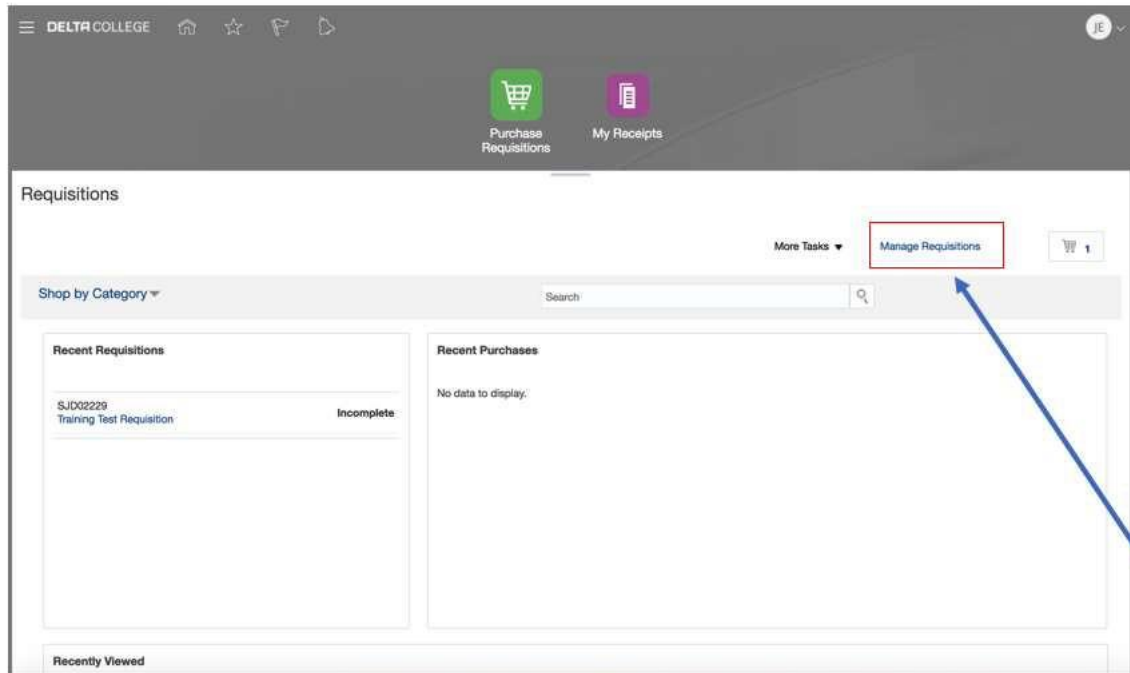 DELTA COLLEGE
JE
Purchase
Requisitions
My Receipts
Requisitions
More Tasks
Manage Requisitions
1
Shop by Category
Search
Recent Requisitions
Recent Purchases
No data to display.
SJD02229
Training Test Requisition
Incomplete
Recently Viewed